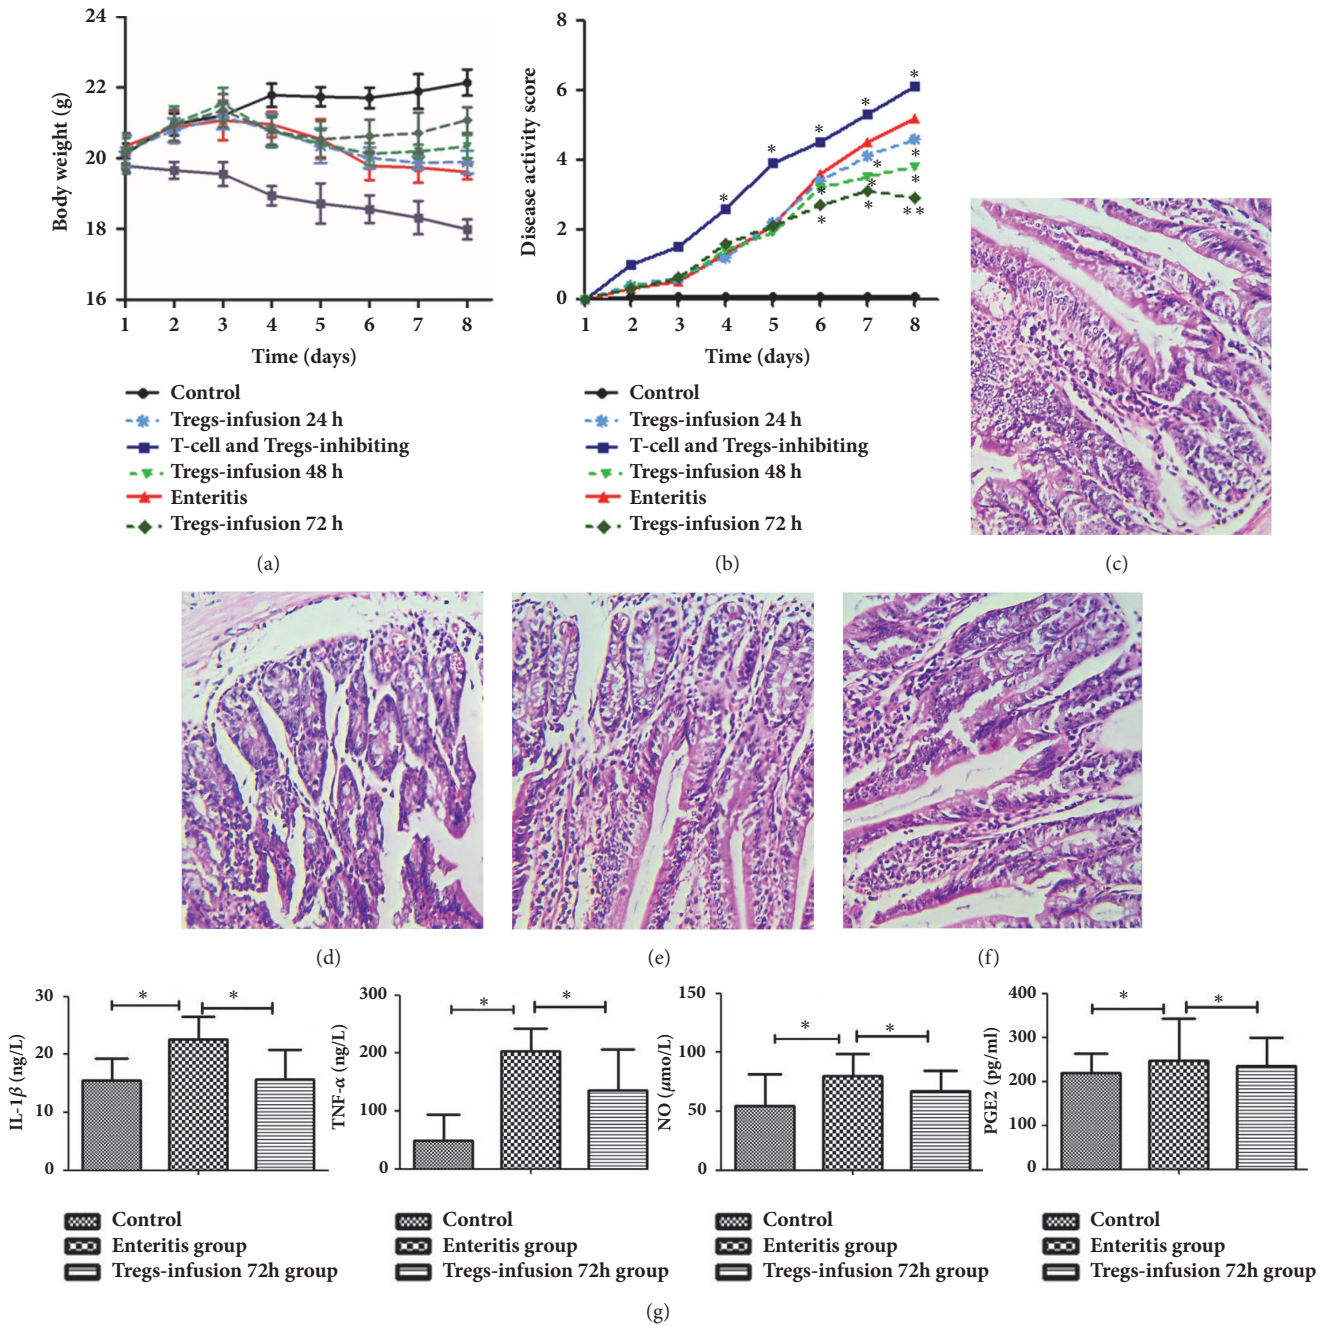 24
22
20
18
16
Body weight (g)
1 2 3 4 5 6 7 8
Time (days)
Control
Tregs-infusion 24 h
T-cell and Tregs-inhibiting
Tregs-infusion 48 h
Enteritis
Tregs-infusion 72 h
(a)
8
6
4
2
0
Disease activity score
* * * * *
* * * * * * **
1 2 3 4 5 6 7 8
Time (days)
Control
Tregs-infusion 24 h
T-cell and Tregs-inhibiting
Tregs-infusion 48 h
Enteritis
Tregs-infusion 72 h
(b)
(c)
(d)
(e)
(f)
30
20
10
0
IL-1β (ng/L)
* *
Control
Enteritis group
Tregs-infusion 72h group
300
200
100
0
TNF-α (ng/L)
* *
Control
Enteritis group
Tregs-infusion 72h group
150
100
50
0
NO (μmo/L)
* *
Control
Enteritis group
Tregs-infusion 72h group
400
300
200
100
0
PGE2 (pg/ml)
* *
Control
Enteritis group
Tregs-infusion 72h group
(g)